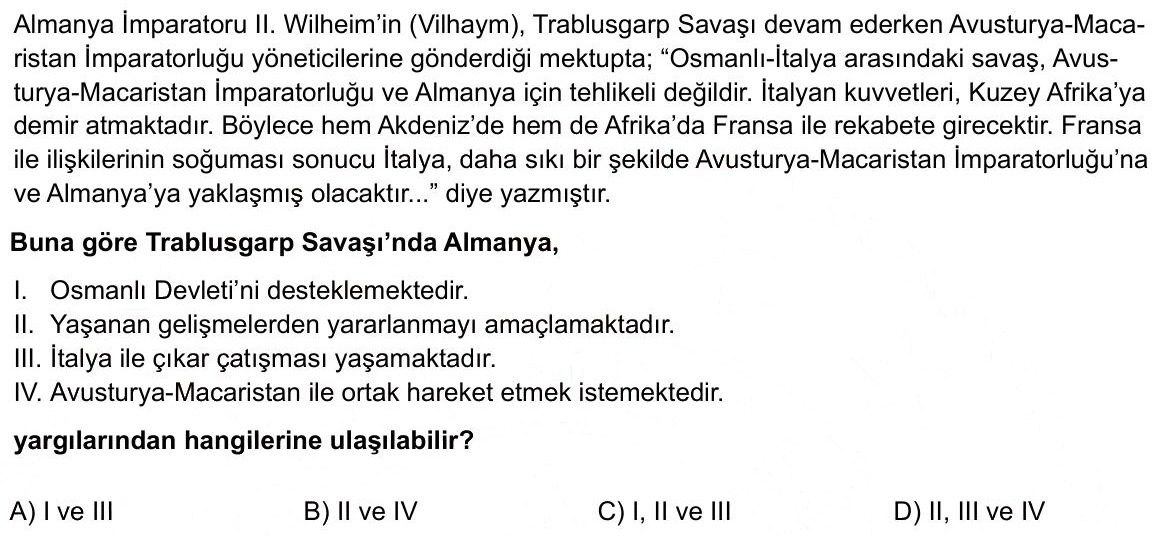 Almanya İmparatoru II. Wilheim’in (Vilhaym), Trablusgarp Savaşı devam ederken Avusturya-Maca-
ristan İmparatorluğu yöneticilerine gönderdiği mektupta; “Osmanlı-İtalya arasındaki savaş, Avus-
turya-Macaristan İmparatorluğu ve Almanya için tehlikeli değildir. İtalyan kuvvetleri, Kuzey Afrika’ya
demir atmaktadır. Böylece hem Akdeniz’de hem de Afrika’da Fransa ile rekabete girecektir. Fransa
ile ilişkilerinin soğuması sonucu İtalya, daha sıkı bir şekilde Avusturya-Macaristan İmparatorluğu’na
ve Almanya’ya yaklaşmış olacaktır...” diye yazmıştır.
Buna göre Trablusgarp Savaşı’nda Almanya,
I. Osmanlı Devleti’ni desteklemektedir.
II. Yaşanan gelişmelerden yararlanmayı amaçlamaktadır.
III. İtalya ile çıkar çatışması yaşamaktadır.
IV. Avusturya-Macaristan ile ortak hareket etmek istemektedir.
yargılarından hangilerine ulaşılabilir?
A) I ve III B) II ve IV C) I, II ve III D) II, III ve IV